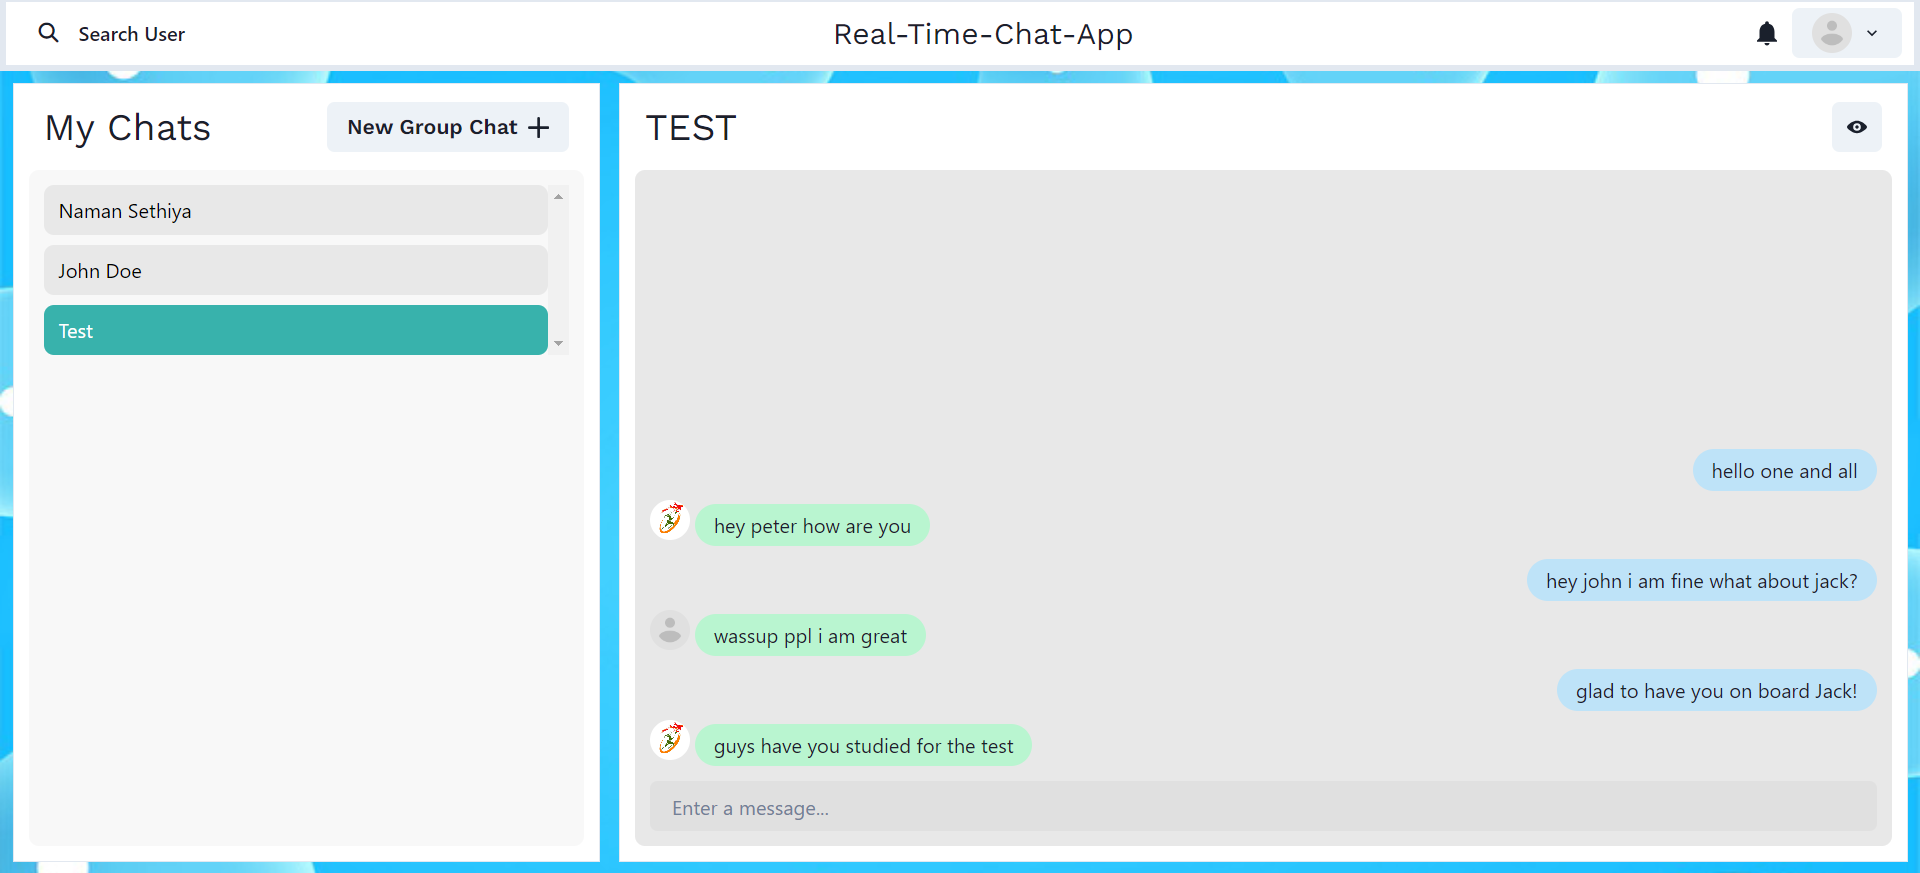 Search User
Real-Time-Chat-App
My Chats
New Group Chat
Naman Sethiya
John Doe
Test
TEST
hello one and all
hey peter how are you
hey john i am fine what about jack?
wassup ppl i am great
glad to have you on board Jack!
guys have you studied for the test
Enter a message...